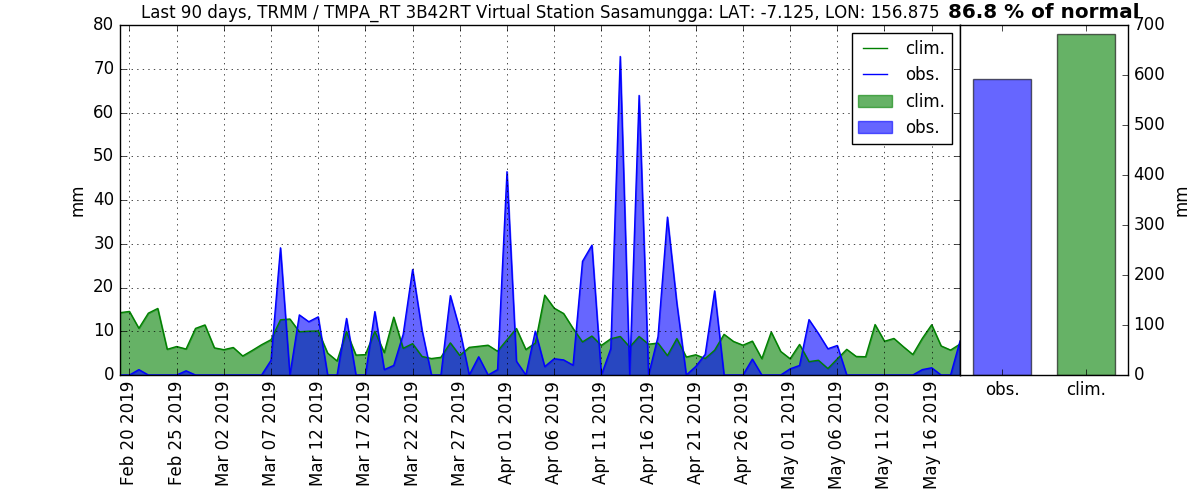 Last 90 days, TRMM / TMPA_RT 3B42RT Virtual Station Sasamungga: LAT: -7.125, LON: 156.875 86.8 % of normal
80
70
60
50
40
30
20
10
0
mm
clim.
obs.
clim.
obs.
700
600
500
400
300
200
100
0
mm
Feb 20 2019
Feb 25 2019
Mar 02 2019
Mar 07 2019
Mar 12 2019
Mar 17 2019
Mar 22 2019
Mar 27 2019
Apr 01 2019
Apr 06 2019
Apr 11 2019
Apr 16 2019
Apr 21 2019
Apr 26 2019
May 01 2019
May 06 2019
May 11 2019
May 16 2019
obs.
clim.